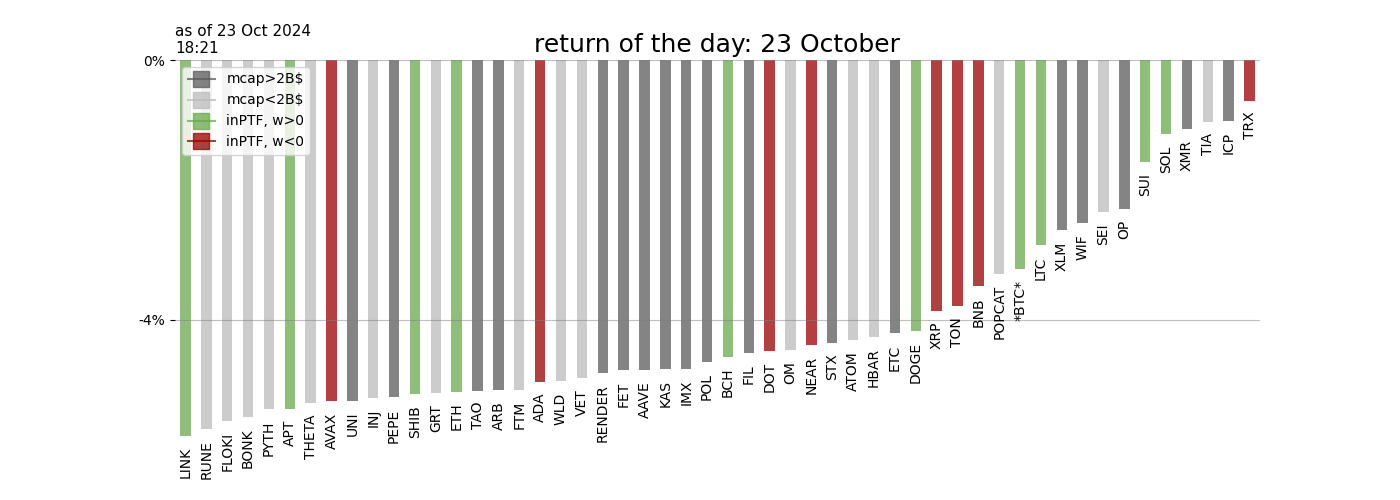 as of 23 Oct 2024
18:21
return of the day: 23 October
0%
-4%
mcap>2B$
mcap<2B$
inPTF, w>0
inPTF, w<0
LINK
RUNE
FLOKI
BONK
PYTH
APT
THETA
AVAX
UNI
INJ
PEPE
SHIB
GRT
ETH
TAO
ARB
FTM
ADA
WLD
VET
RENDER
FET
AAVE
KAS
IMX
POL
BCH
FIL
DOT
OM
NEAR
STX
ATOM
HBAR
ETC
DOGE
XRP
TON
BNB
POPCAT
*BTC*
LTC
XLM
WIF
SEI
OP
SUI
SOL
XMR
TIA
ICP
TRX